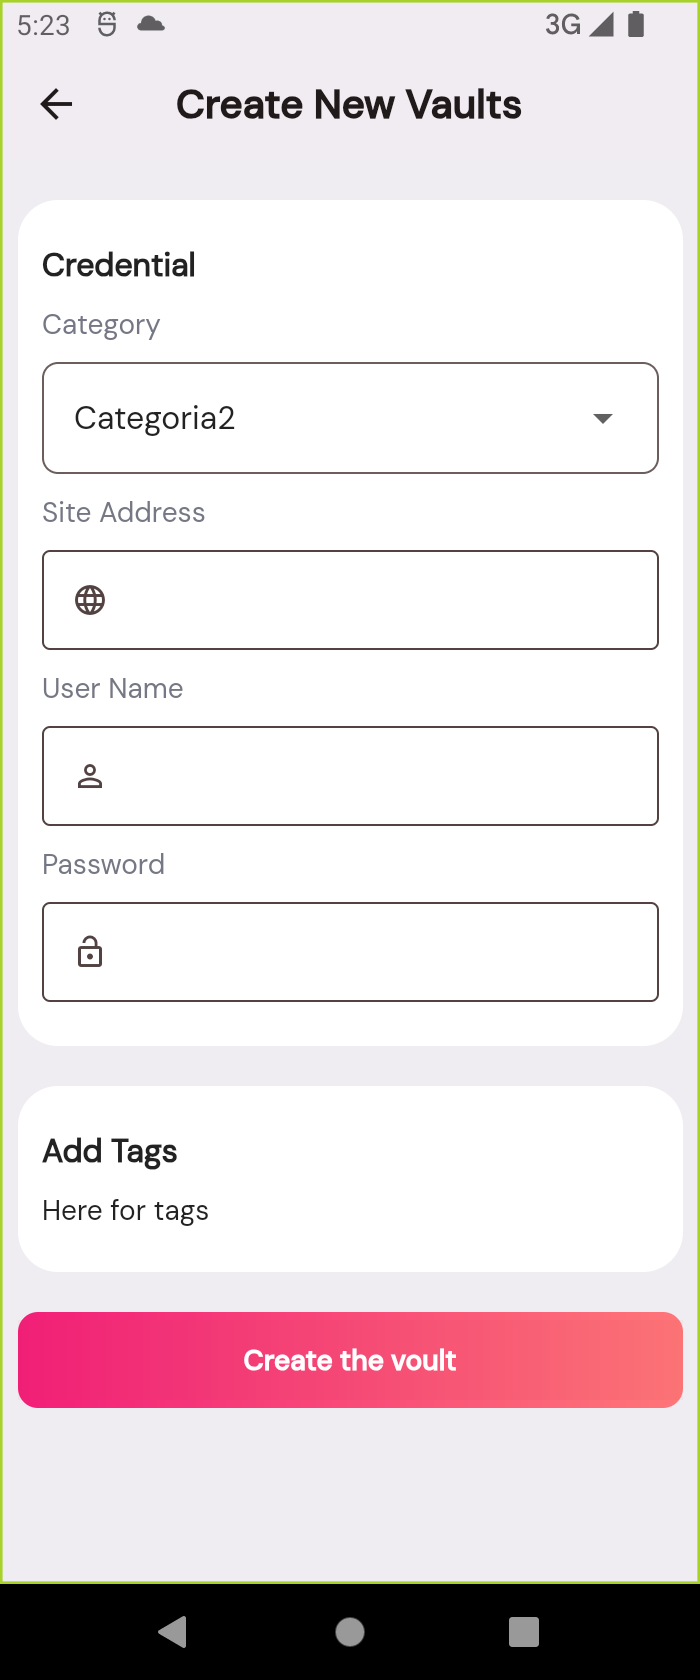 5:23 3G
Create New Vaults
Credential
Category
Categoria2
Site Address
User Name
Password
Add Tags
Here for tags
Create the voult